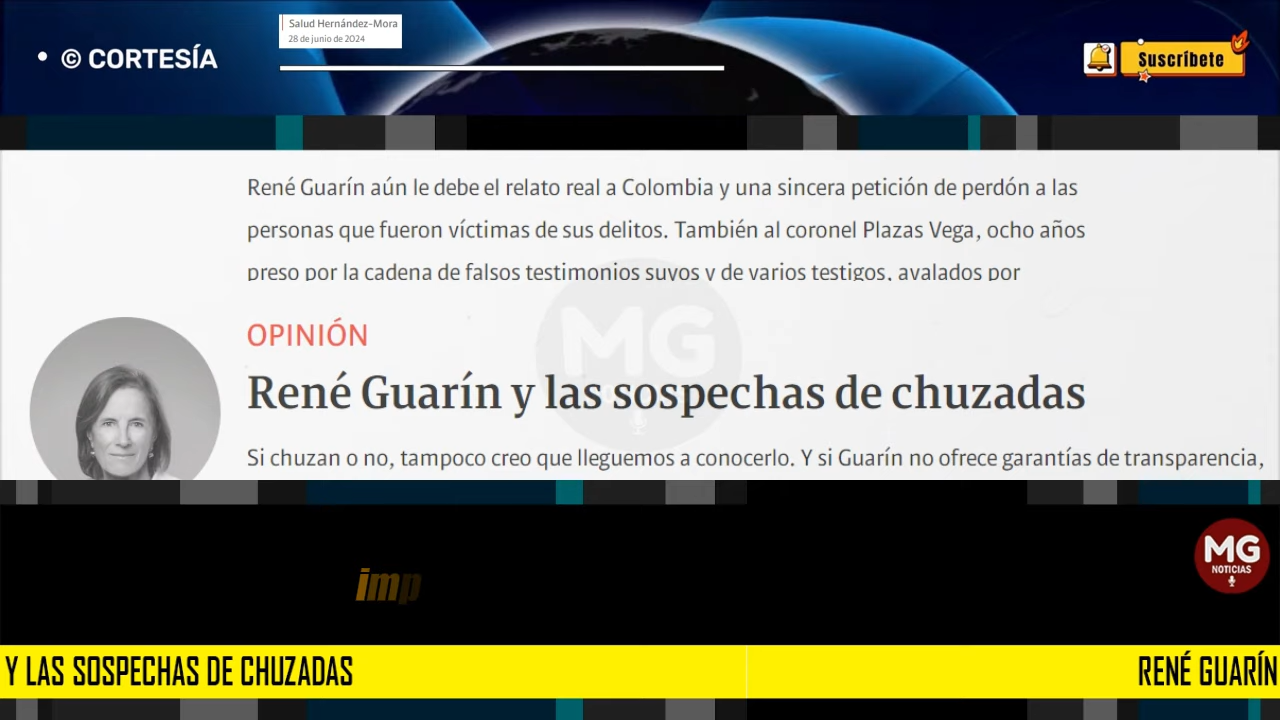 Salud Hernández-Mora
28 de junio de 2024
• © CORTESÍA
Suscríbete
René Guarín aún le debe el relato real a Colombia y una sincera petición de perdón a las
personas que fueron víctimas de sus delitos. También al coronel Plazas Vega, ocho años
preso por la cadena de falsos testimonios suyos y de varios testigos, avalados por
MG
OPINIÓN
René Guarín y las sospechas de chuzadas
Si chuzan o no, tampoco creo que lleguemos a conocerlo. Y si Guarín no ofrece garantías de transparencia,
MG
NOTICIAS
imp
Y LAS SOSPECHAS DE CHUZADAS
RENÉ GUARÍN